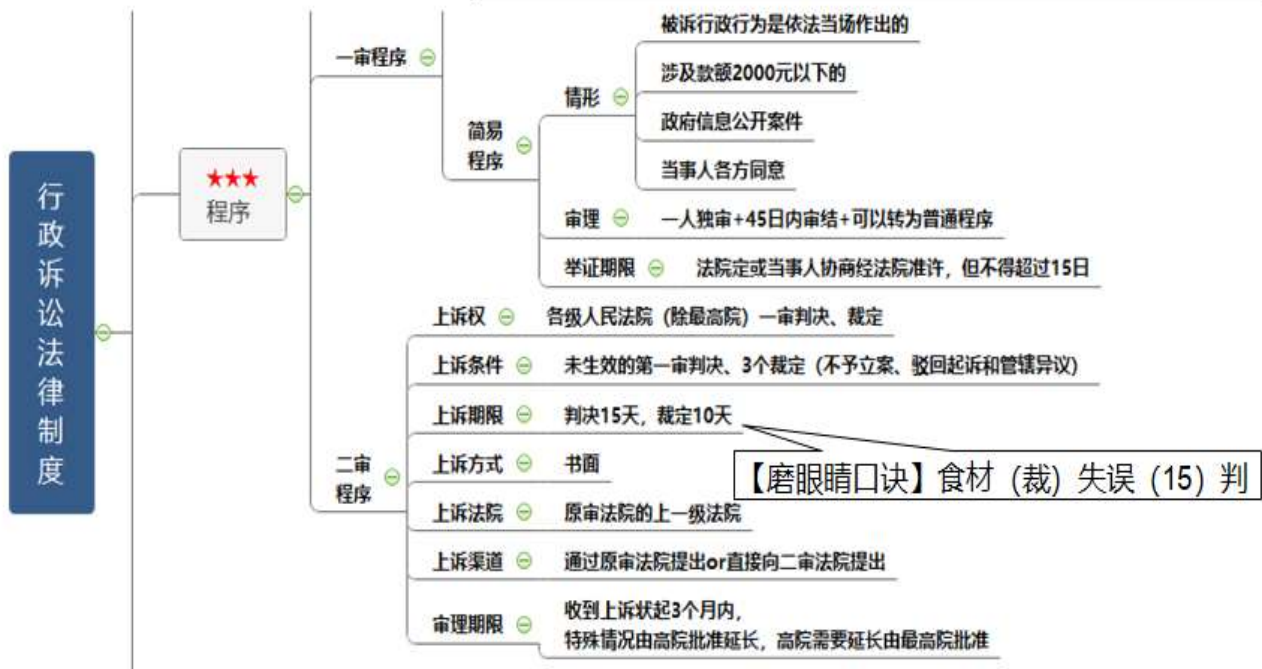 行政诉讼法律制度
★★★
程序
一审程序
简易
程序
情形
被诉行政行为是依法当场作出的
涉及款额2000元以下的
政府信息公开案件
当事人各方同意
审理
一人独审+45日内审结+可以转为普通程序
举证期限
法院定或当事人协商经法院准许，但不得超过15日
二审
程序
上诉权
各级人民法院（除最高院）一审判决、裁定
上诉条件
未生效的第一审判决、3个裁定（不予立案、驳回起诉和管辖异议）
上诉期限
判决15天，裁定10天
【磨眼睛口诀】食材（裁）失误（15）判
上诉方式
书面
上诉法院
原审法院的上一级法院
上诉渠道
通过原审法院提出or直接向二审法院提出
审理期限
收到上诉状起3个月内，
特殊情况由高院批准延长，高院需要延长由最高院批准